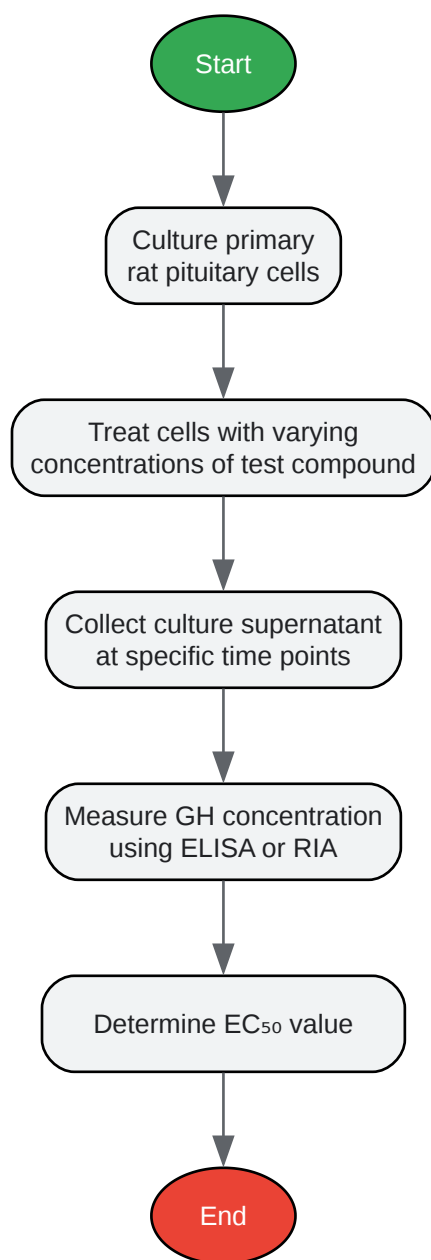 Start
Culture primary
rat pituitary cells
Treat cells with varying
concentrations of test compound
Collect culture supernatant
at specific time points
Measure GH concentration
using ELISA or RIA
Determine EC₅₀ value
End